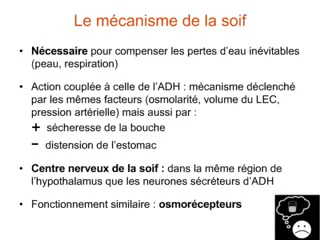 Le mécanisme de la soif
• Nécessaire pour compenser les pertes d'eau inévitables
(peau, respiration)
• Action couplée à celle de l'ADH : mécanisme déclenché
par les mêmes facteurs (osmolarité, volume du LEC,
pression artérielle) mais aussi par :
+ sécheresse de la bouche
− distension de l'estomac
• Centre nerveux de la soif : dans la même région de
l'hypothalamus que les neurones sécréteurs d'ADH
• Fonctionnement similaire : osmorécepteurs